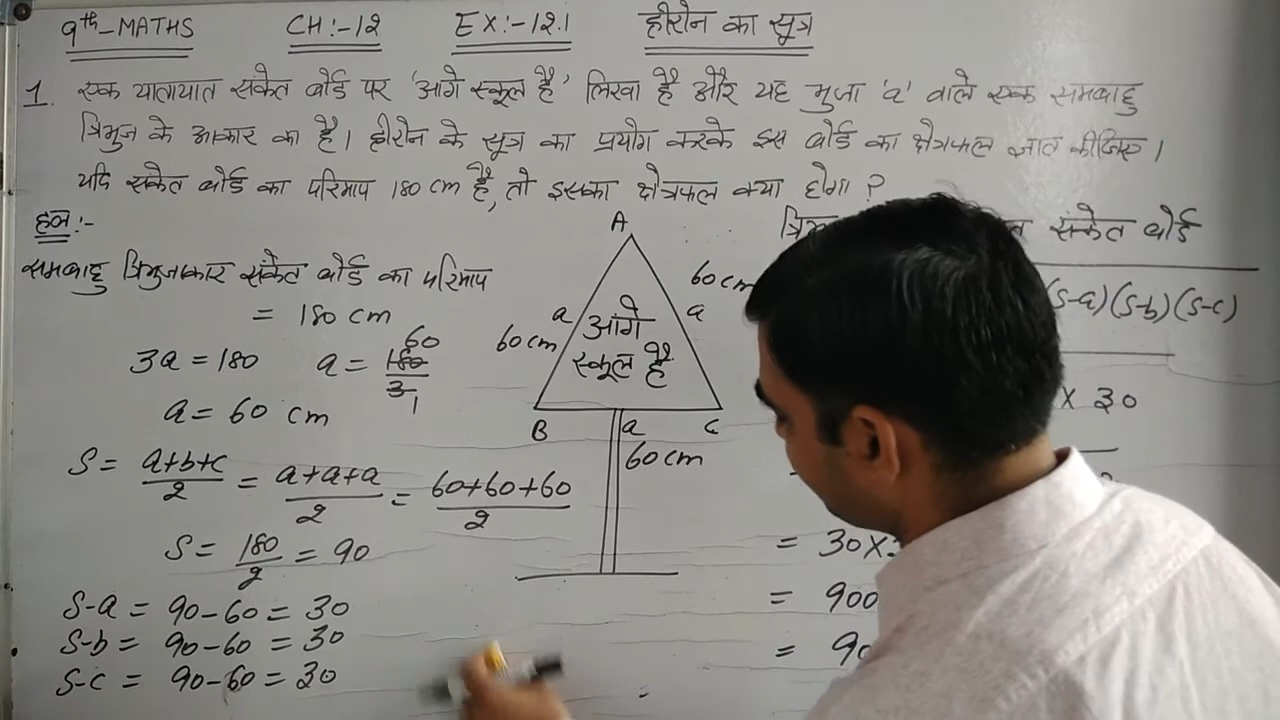 9th-MATHS CH:-12 EX:-12.1 हीरोन का सूत्र
1. एक यातायात संकेत बोर्ड पर 'आगे स्कूल है' लिखा है और यह भुजा 'a' वाले एक समबाहु
त्रिभुज के आकार का है। हीरोन के सूत्र का प्रयोग करके इस बोर्ड का क्षेत्रफल ज्ञात कीजिए।
यदि संकेत बोर्ड का परिमाप 180 cm है, तो इसका क्षेत्रफल क्या होगा?
हल:-
समबाहु त्रिभुजाकार संकेत बोर्ड का परिमाप
= 180 cm
3a = 180 a = 180/3 60 1
a = 60 cm
S = a+b+c/2 = a+a+a/2 = 60+60+60/2
S = 180/2 = 90
S-a = 90-60 = 30
S-b = 90-60 = 30
S-c = 90-60 = 30
A
60 cm
a a
60 cm
आगे
स्कूल है
B a C
60 cm
संकेत बोर्ड
(S-a)(S-b)(S-c)
X 30
= 30X
= 900
= 90